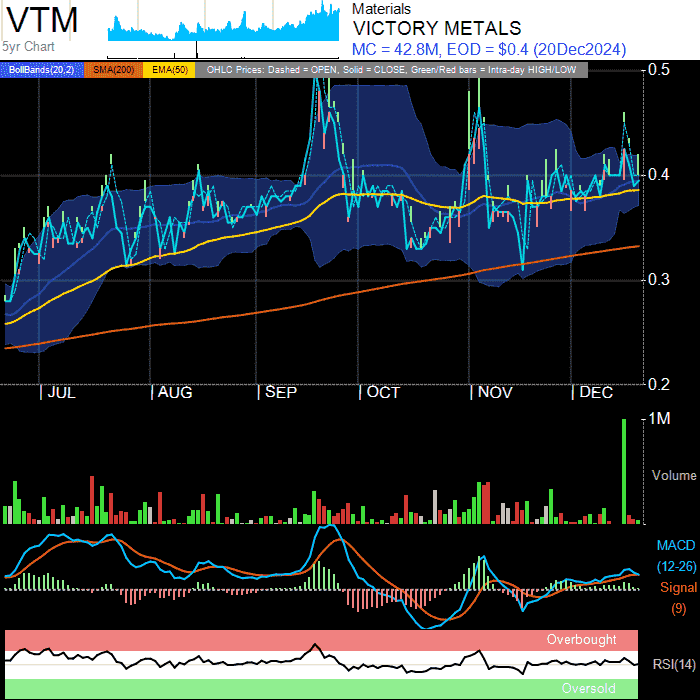 VTM
5yr Chart
Materials
VICTORY METALS
MC = 42.8M, EOD = $0.4 (20Dec2024)
BollBands(20,2) SMA(200) EMA(50) OHLC Prices: Dashed = OPEN, Solid = CLOSE, Green/Red bars = Intra-day HIGH/LOW
0.5
0.4
0.3
0.2
JUL AUG SEP OCT NOV DEC
1M
Volume
MACD
(12-26)
Signal
(9)
Overbought
RSI(14)
Oversold